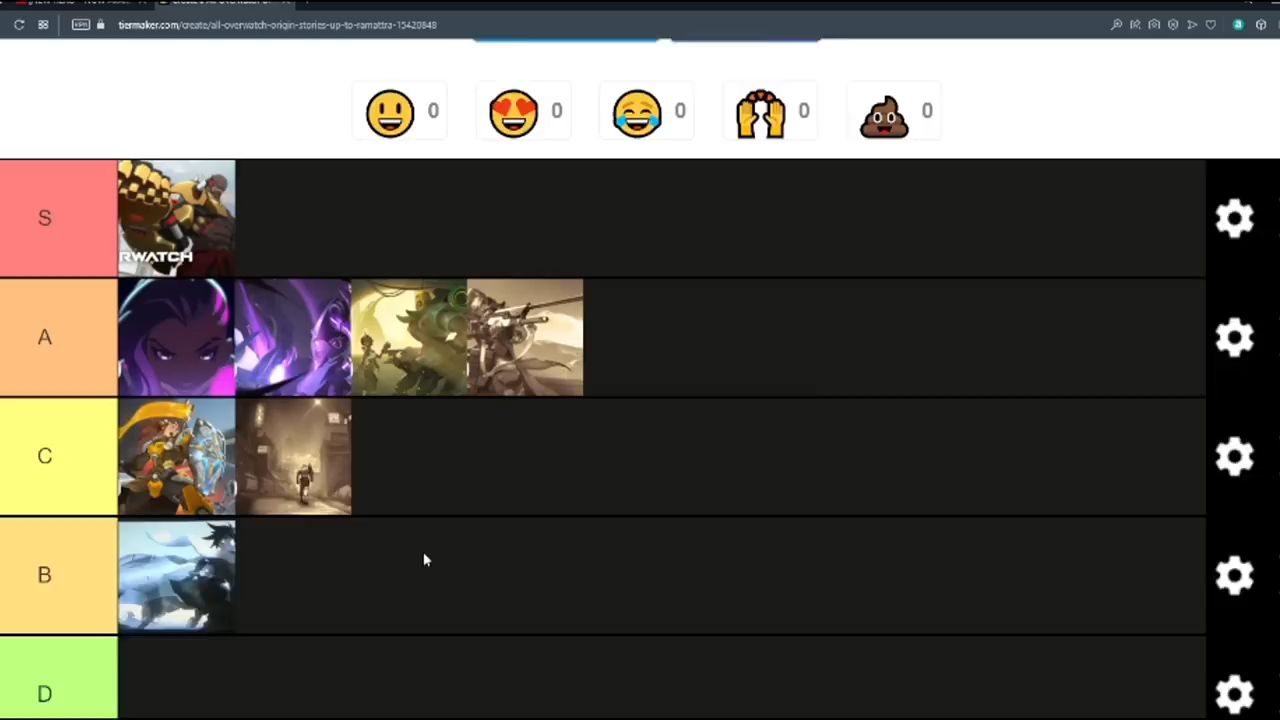 tiermaker.com/create/all-overwatch-origin-stories-up-to-ramattra-15420848
0 0 0 0 0
S
RWATCH
A
C
B
D